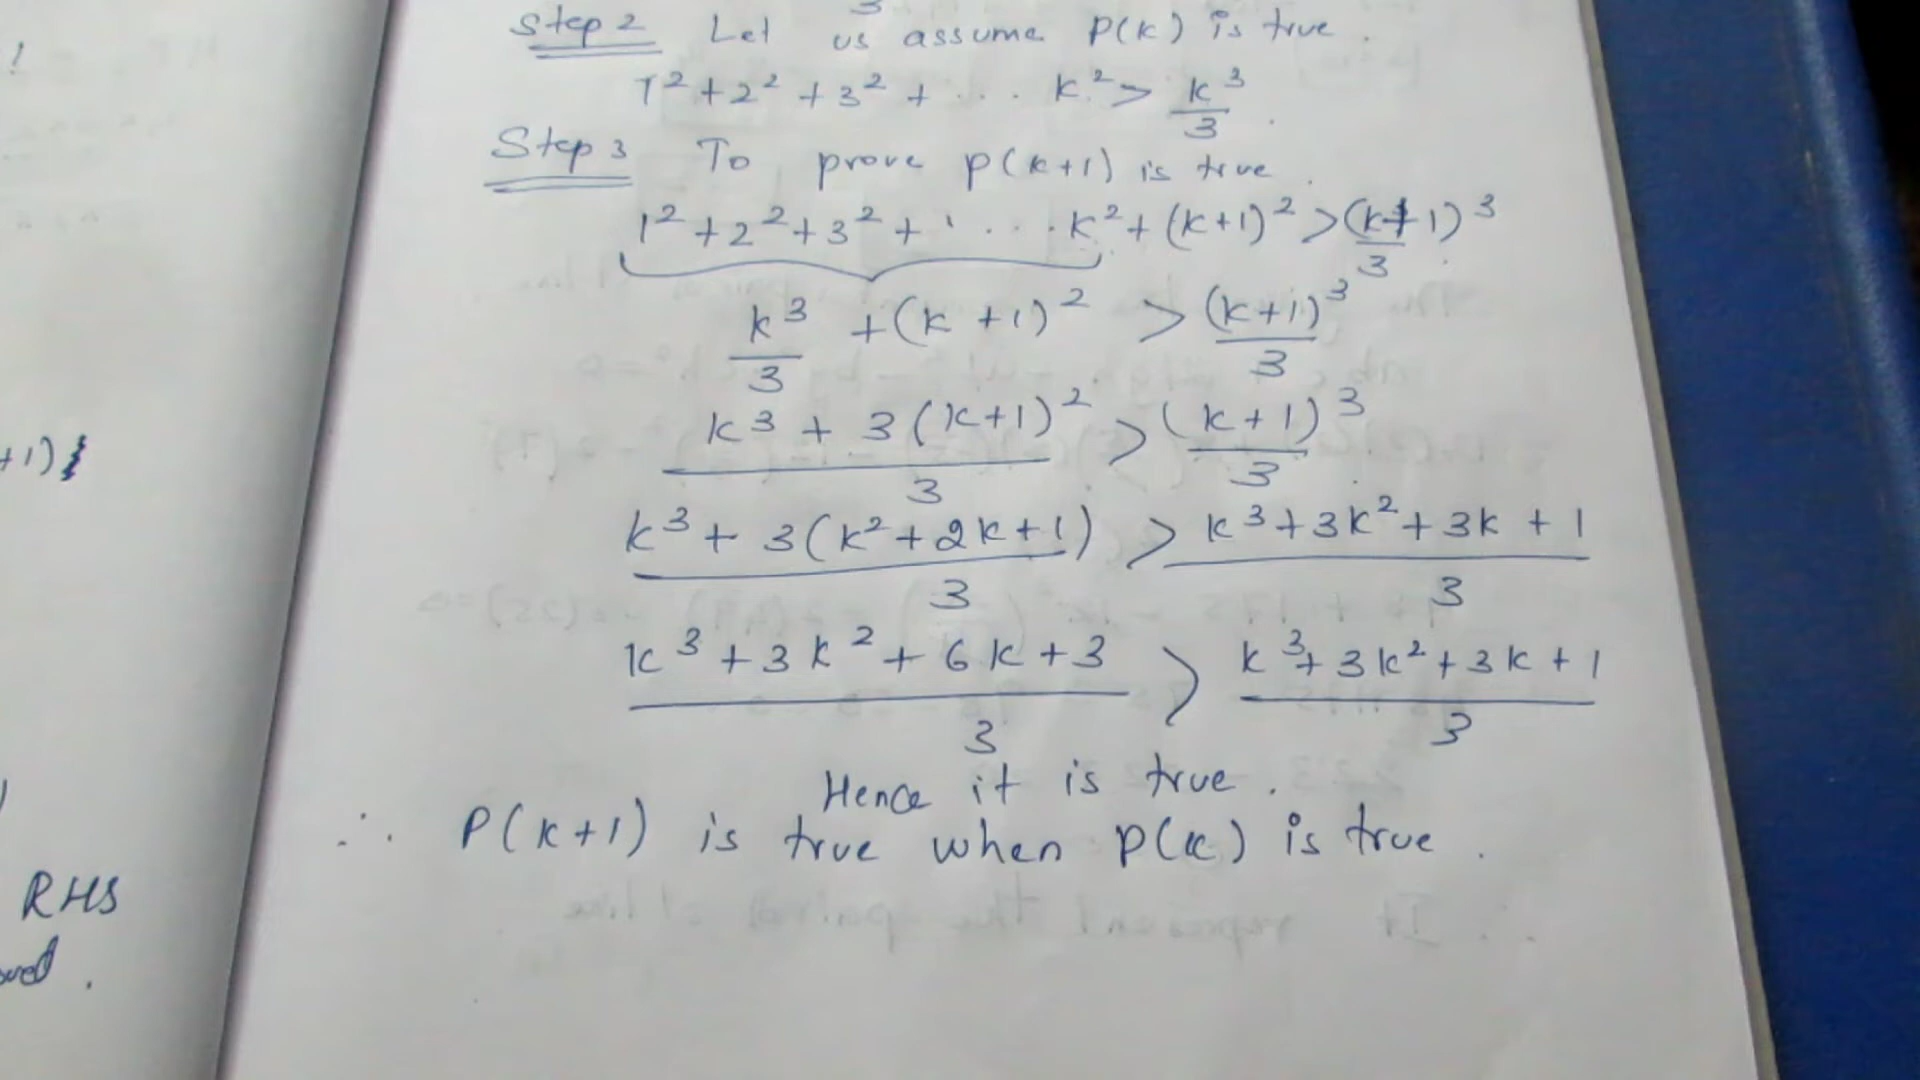 !
+1)}
RHS
Step 2 Let us assume P(k) is true.
1² + 2² + 3² + ... k² > k³/3.
Step 3 To prove P(k+1) is true.
1² + 2² + 3² + .... k² + (k+1)² > (k+1)³/3.
k³/3 + (k+1)² > (k+1)³/3
k³ + 3(k+1)²/3 > (k+1)³/3
k³ + 3(k² + 2k + 1)/3 > k³ + 3k² + 3k + 1/3
k³ + 3k² + 6k + 3/3 > k³ + 3k² + 3k + 1/3
Hence it is true.
∴ P(k+1) is true when P(k) is true.